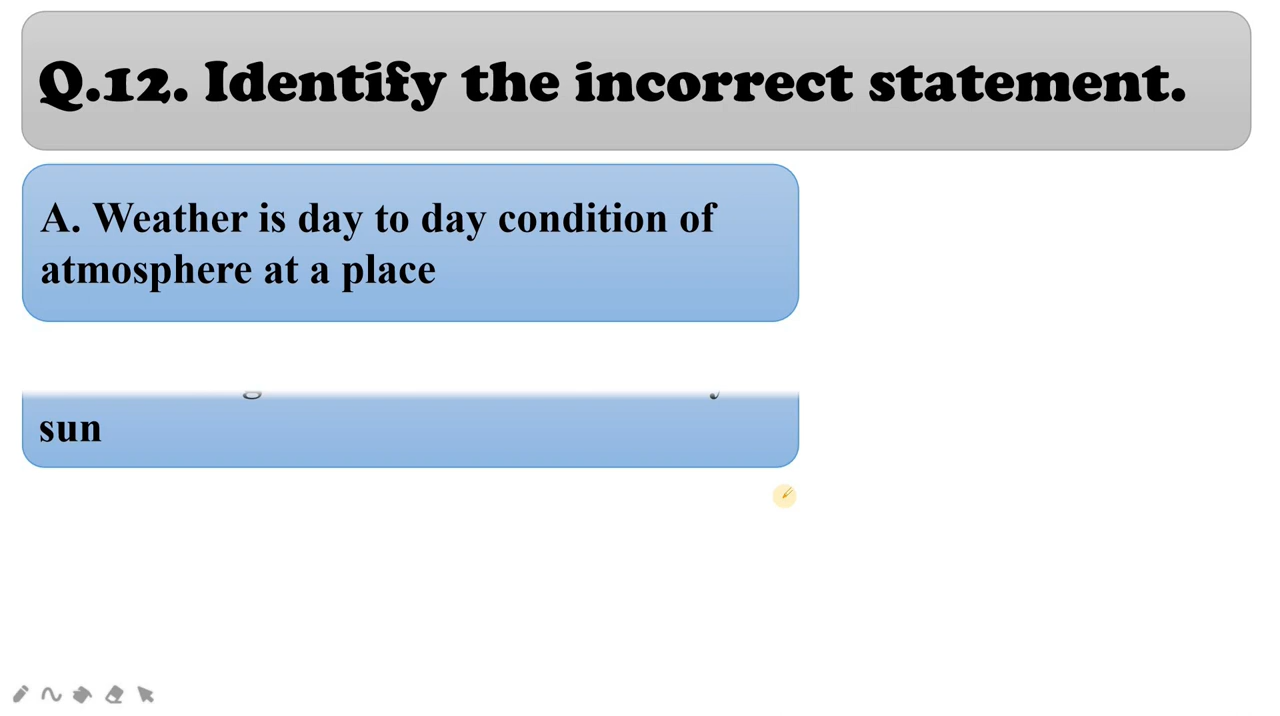 Q.12. Identify the incorrect statement.
A. Weather is day to day condition of
atmosphere at a place
sun